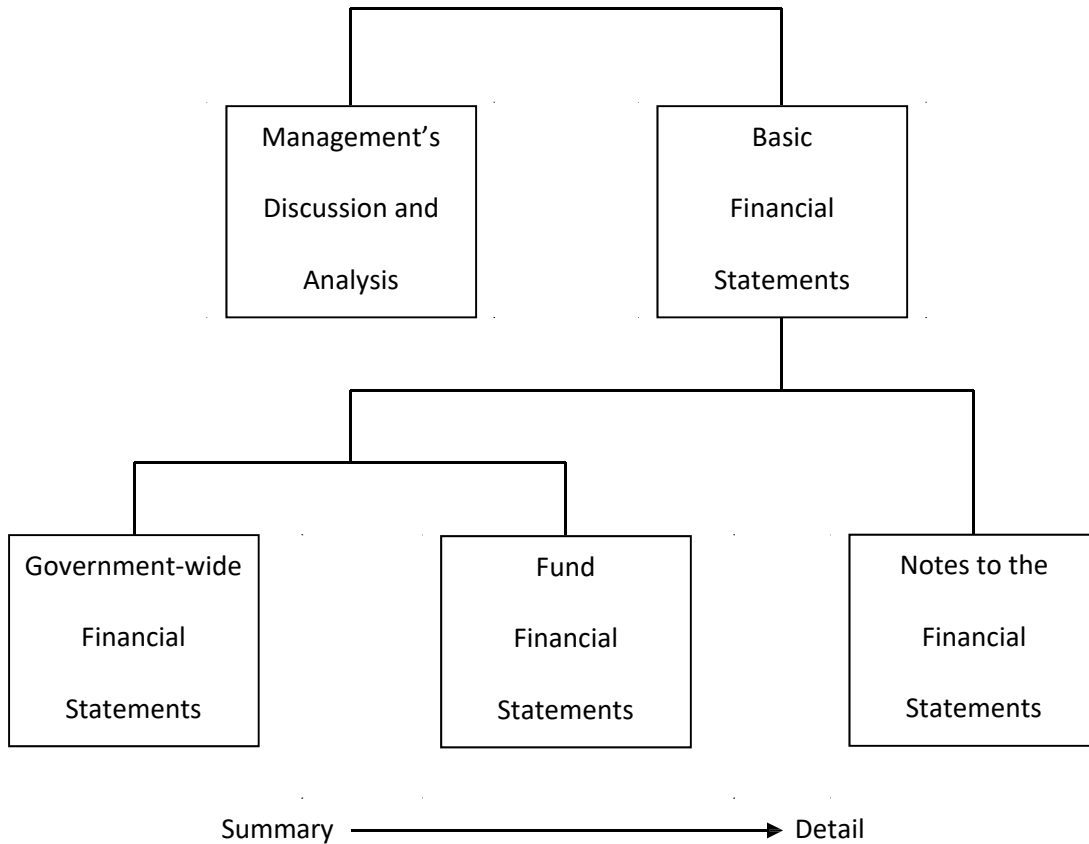 Management’s
Discussion and
Analysis
Basic
Financial
Statements
Government-wide
Financial
Statements
Fund
Financial
Statements
Notes to the
Financial
Statements
Summary Detail